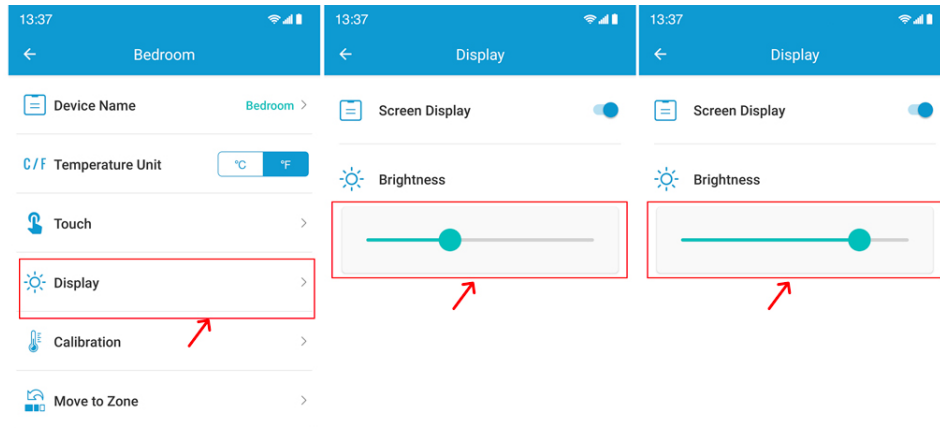 13:37
Bedroom
Device Name
Bedroom
C/F Temperature Unit
°C
°F
Touch
Display
Calibration
Move to Zone
13:37
Display
Screen Display
Brightness
13:37
Display
Screen Display
Brightness